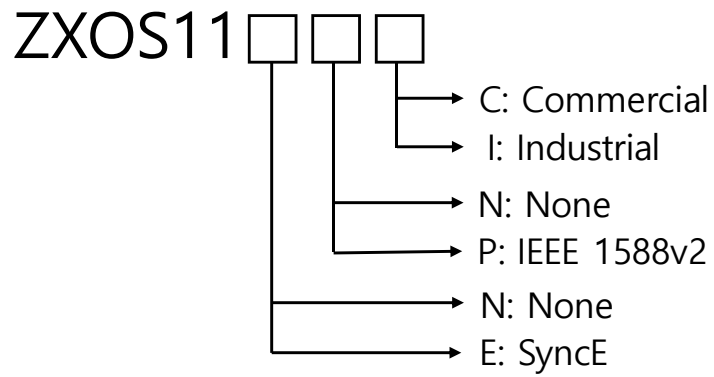 ZXOS11□□□
C: Commercial
I: Industrial
N: None
P: IEEE 1588v2
N: None
E: SyncE